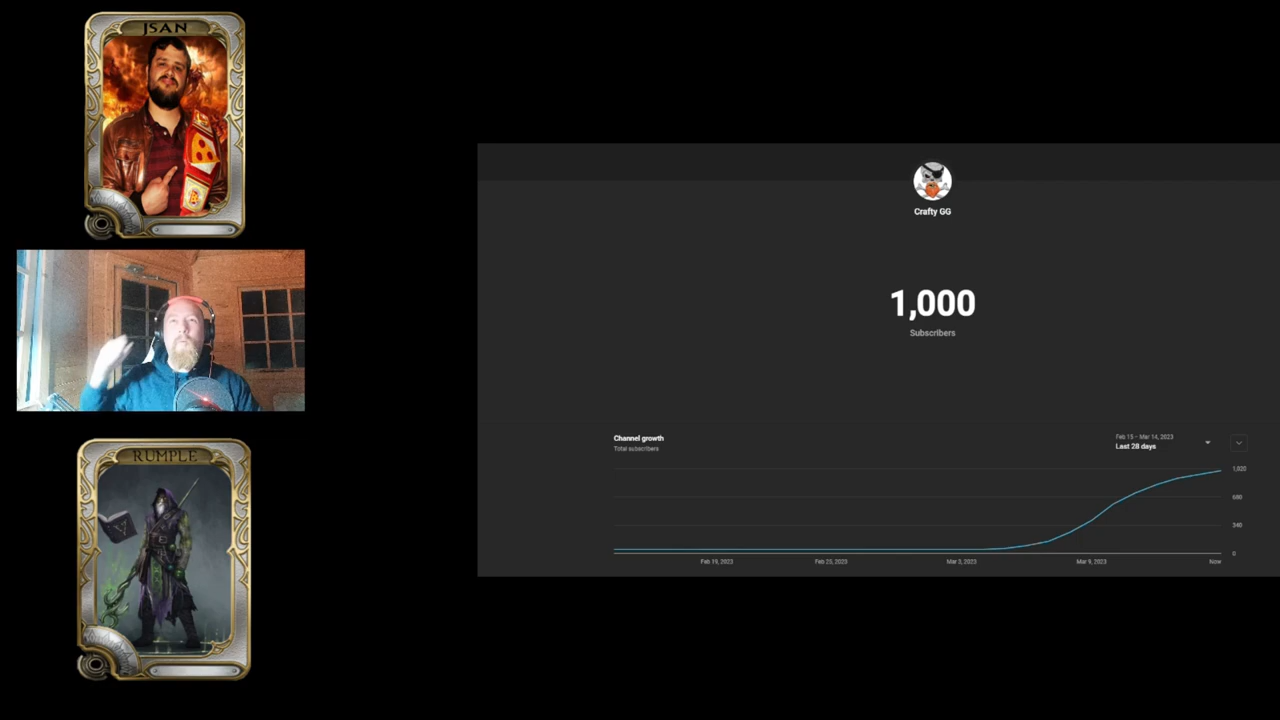 JSAN
RUMPLE
Crafty GG
1,000
Subscribers
Channel growth
Total subscribers
Feb 15 – Mar 14, 2023
Last 28 days
1,020
680
340
0
Feb 19, 2023
Feb 25, 2023
Mar 3, 2023
Mar 9, 2023
Now